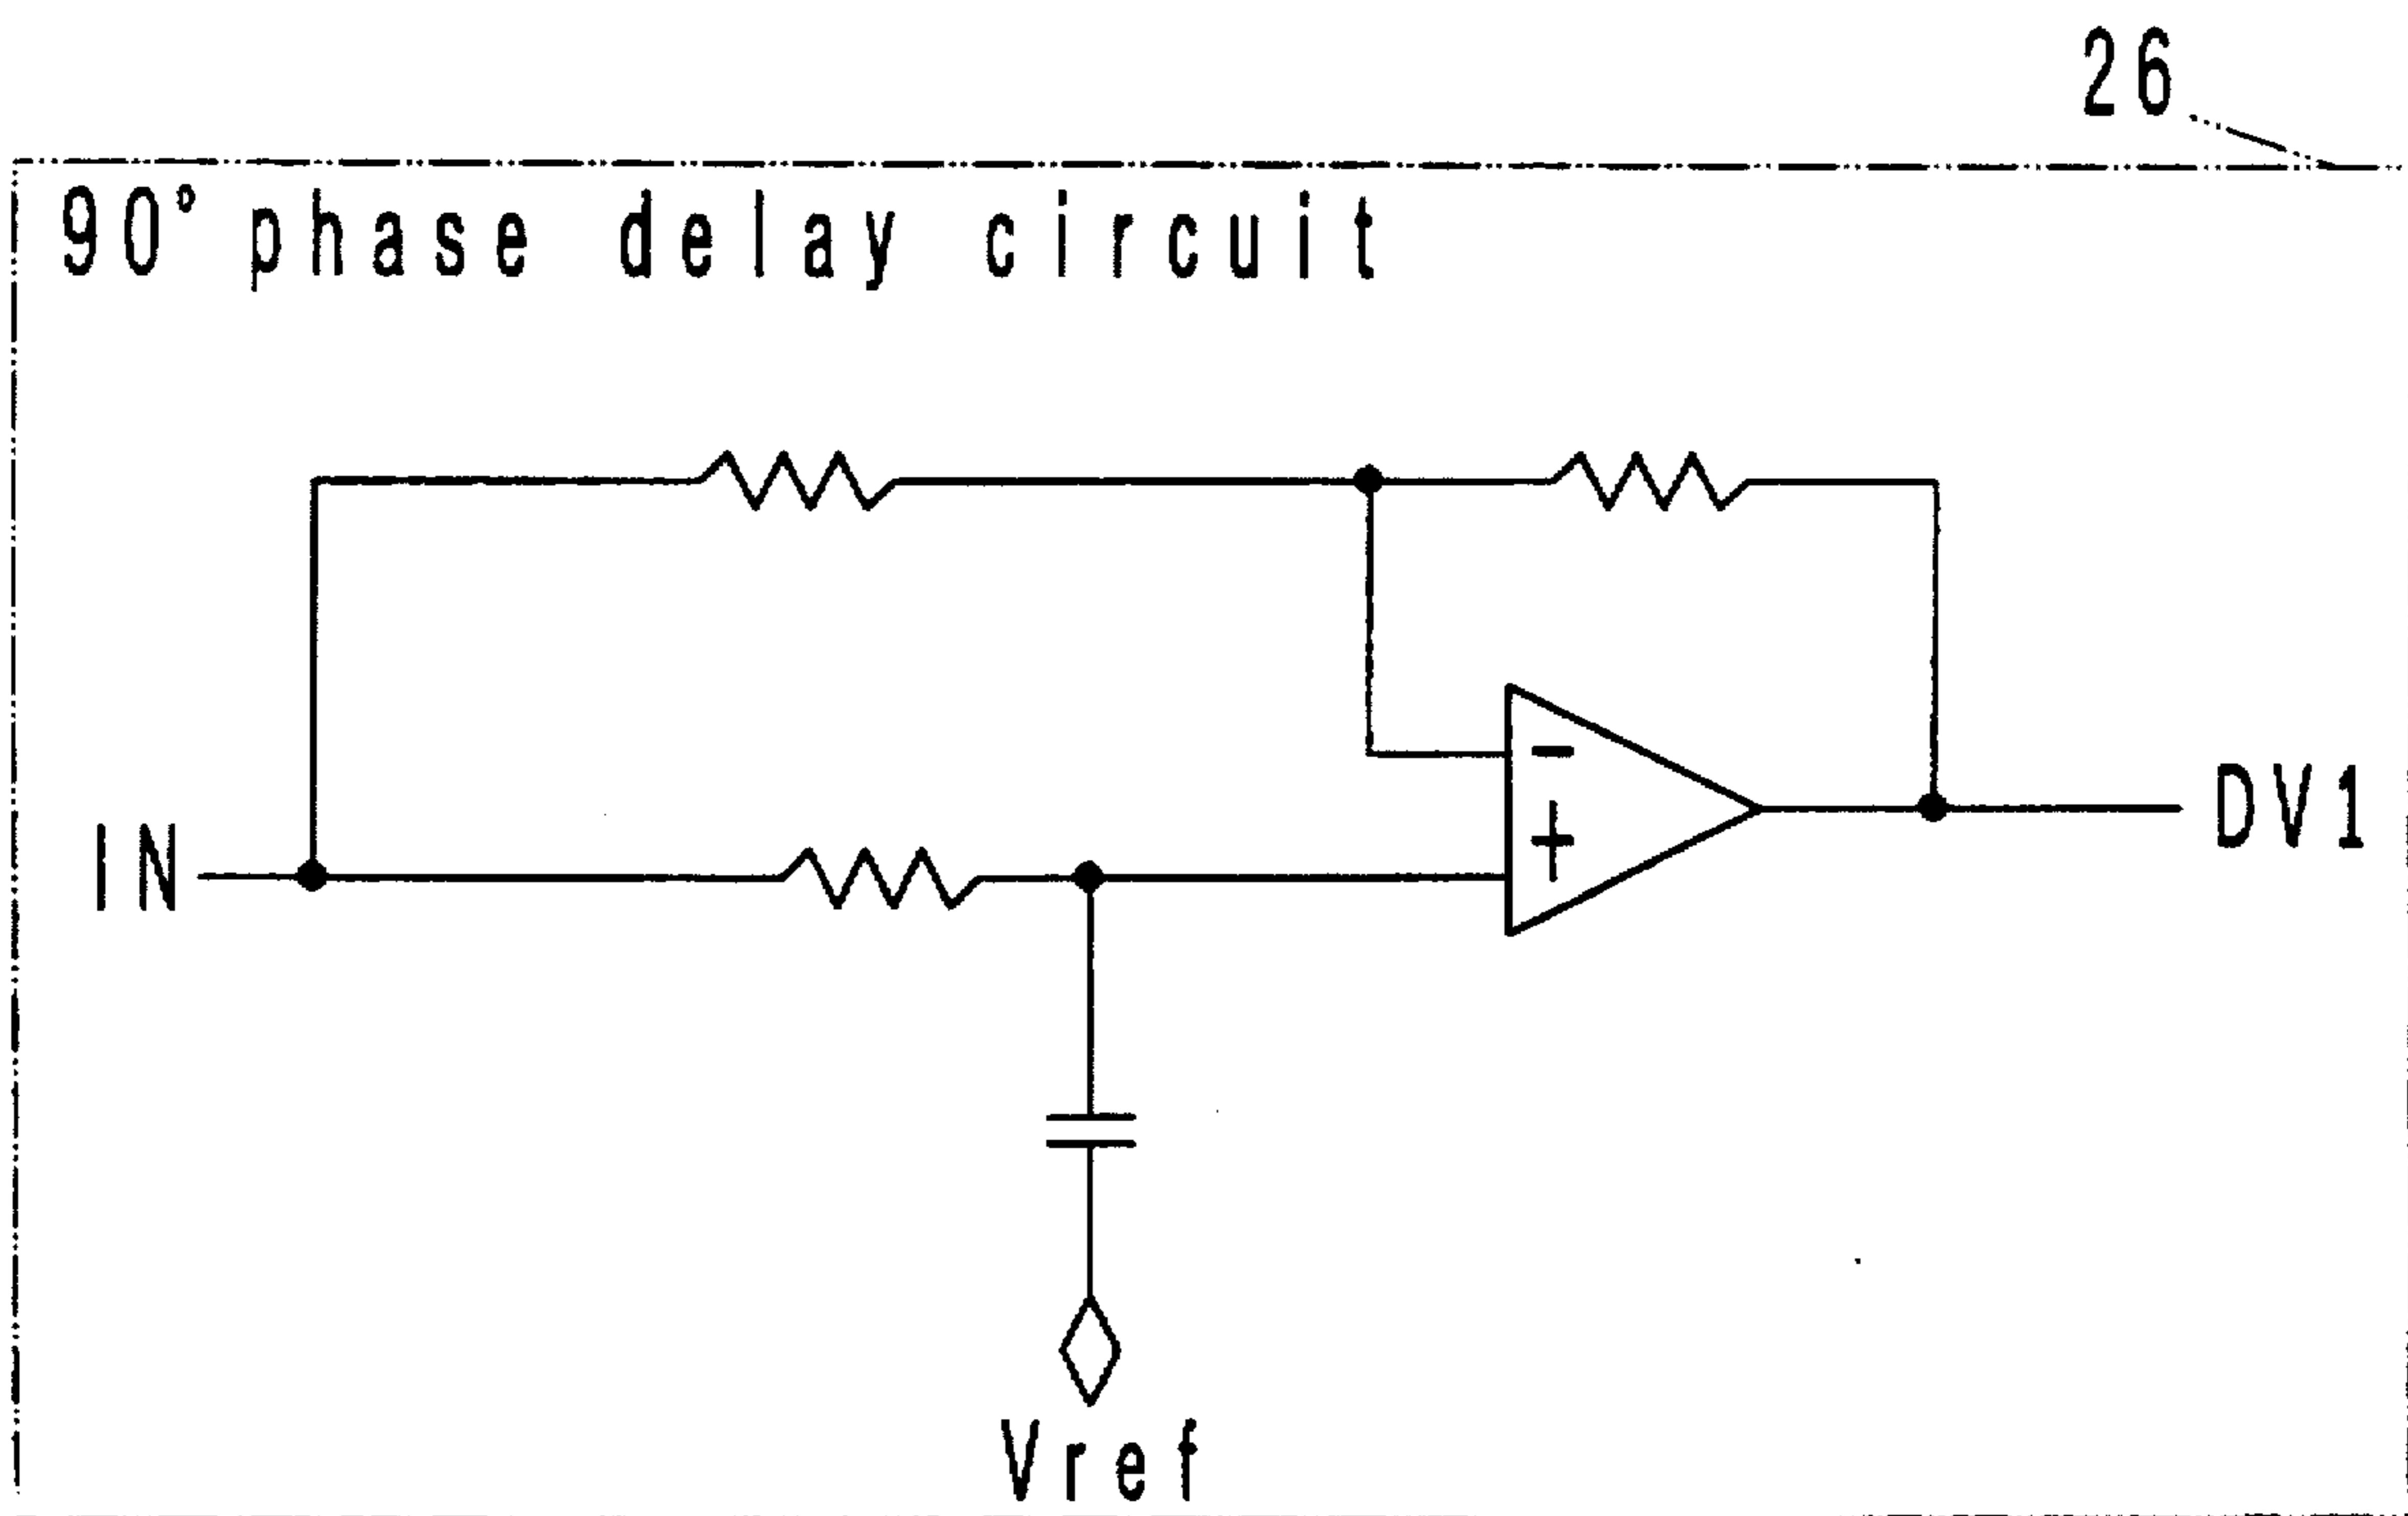 26
90° phase delay circuit
−
+
IN
DV1
Vref